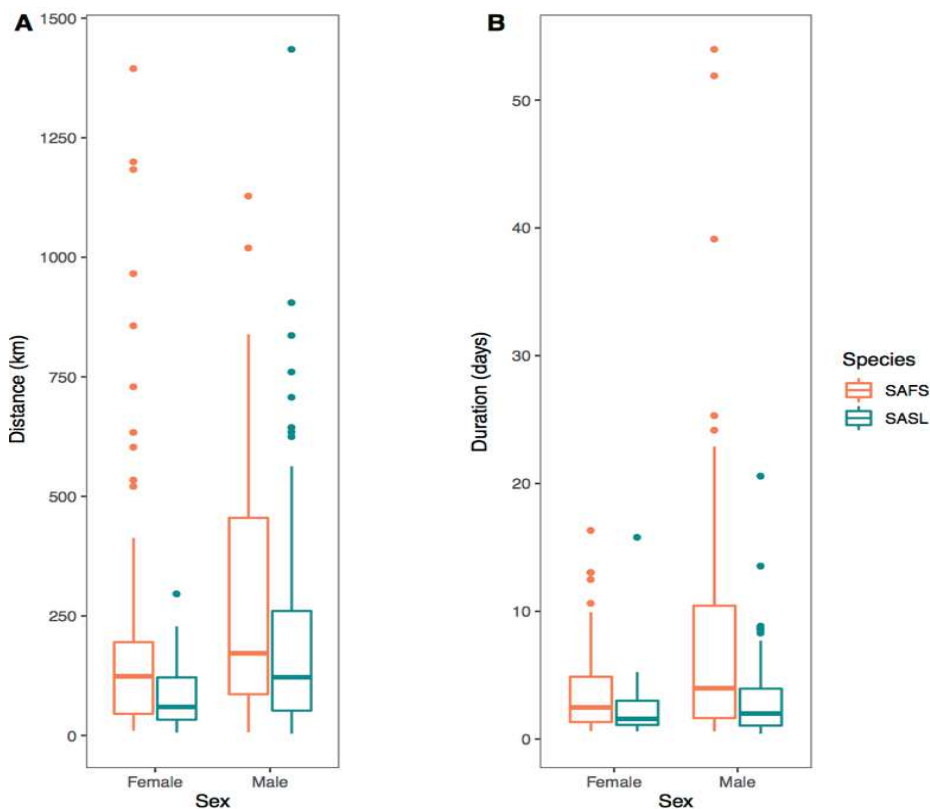 A
Distance (km)
1500
1250
1000
750
500
250
0
Female
Male
Sex
B
Duration (days)
50
40
30
20
10
0
Female
Male
Sex
Species
SAFS
SASL